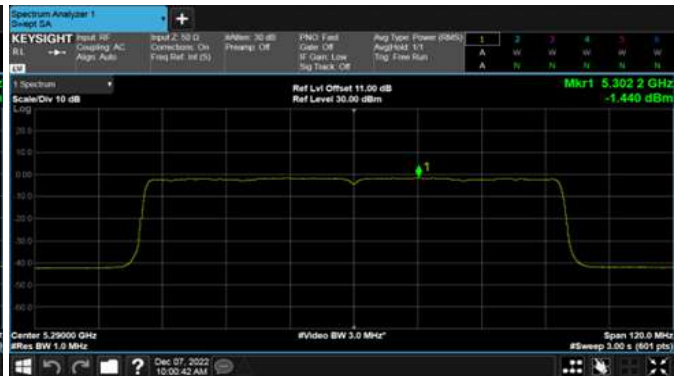 Spectrum Analyzer 1
Swept SA
+
KEYSIGHT Input: RF Input Z: 50 Ω #Atten: 30 dB PNO: Fast Avg Type: Power (RMS) 1 2 3 4 5 6
RL Coupling: AC Corrections: On Preamp: Off Gate: Off Avg|Hold: 1/1 A W W W W W
Align: Auto Freq Ref: Int (S) IF Gain: Low Trig: Free Run A N N N N N
Sig Track: Off
LXI
1 Spectrum Ref Lvl Offset 11.00 dB Mkr1 5.302 2 GHz
Scale/Div 10 dB Ref Level 30.00 dBm -1.440 dBm
Log
20.0
0.00
1
-10.0
-20.0
-30.0
-40.0
-50.0
-60.0
Center 5.29000 GHz #Video BW 3.0 MHz* Span 120.0 MHz
#Res BW 1.0 MHz #Sweep 3.00 s (601 pts)
? Dec 07, 2022
10:00:42 AM